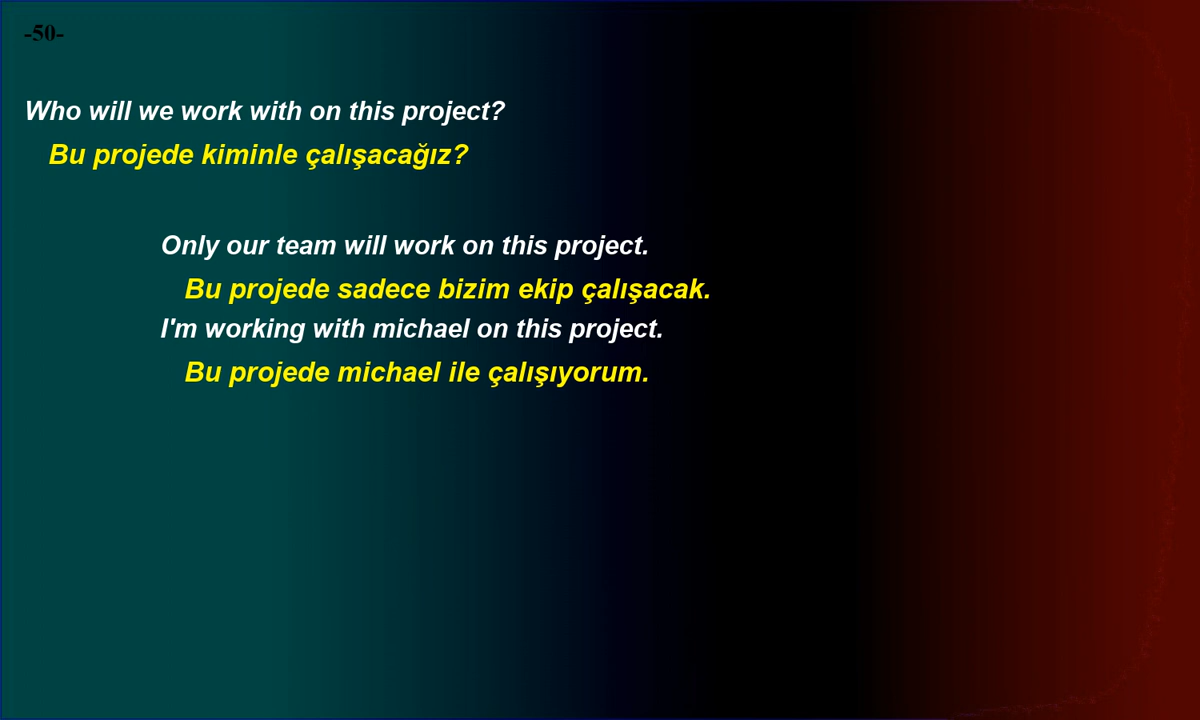 -50-
Who will we work with on this project?
Bu projede kiminle çalışacağız?
Only our team will work on this project.
Bu projede sadece bizim ekip çalışacak.
I'm working with michael on this project.
Bu projede michael ile çalışıyorum.